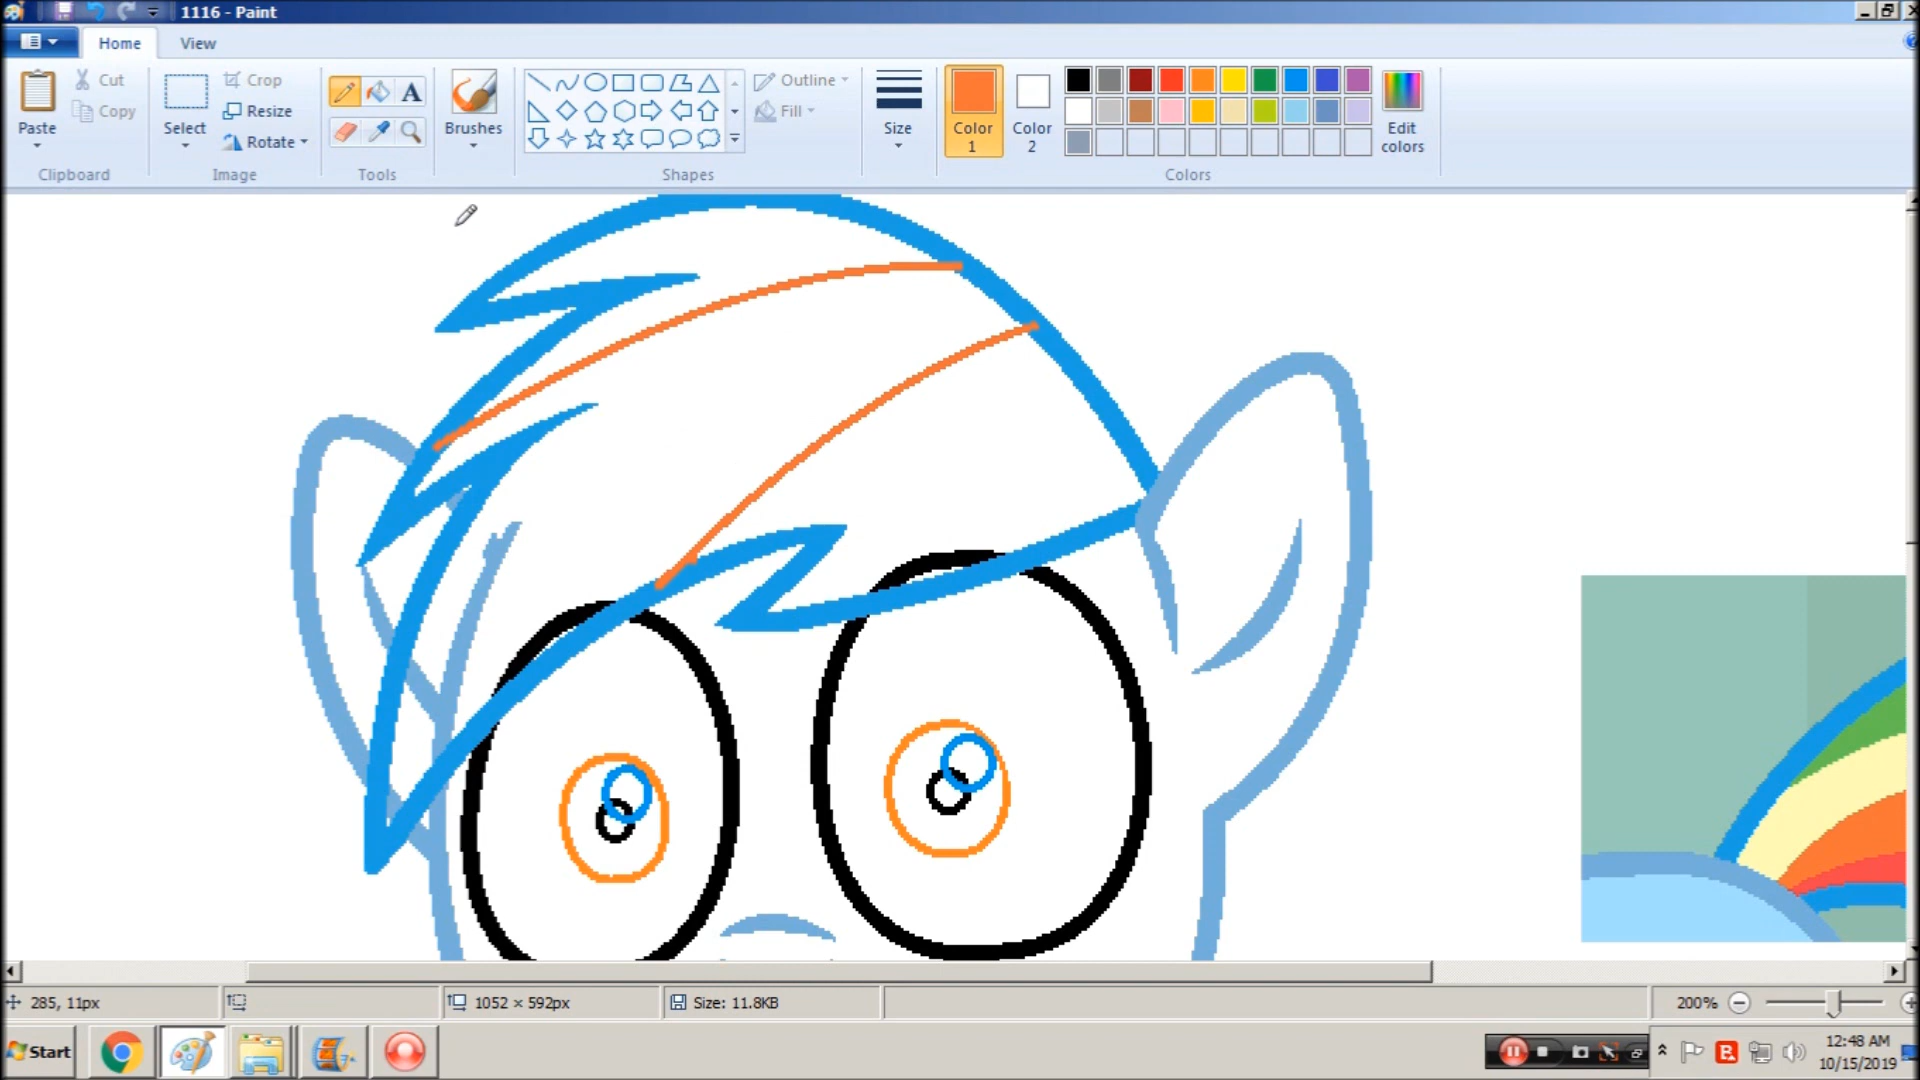 1116 - Paint
Home View
Paste
Cut
Copy
Clipboard
Select
Crop
Resize
Rotate
Image
A
Tools
Brushes
Shapes
Outline
Fill
Size
Color
1
Color
2
Edit
colors
Colors
285, 11px
1052 × 592px
Size: 11.8KB
200%
Start
12:48 AM
10/15/2019